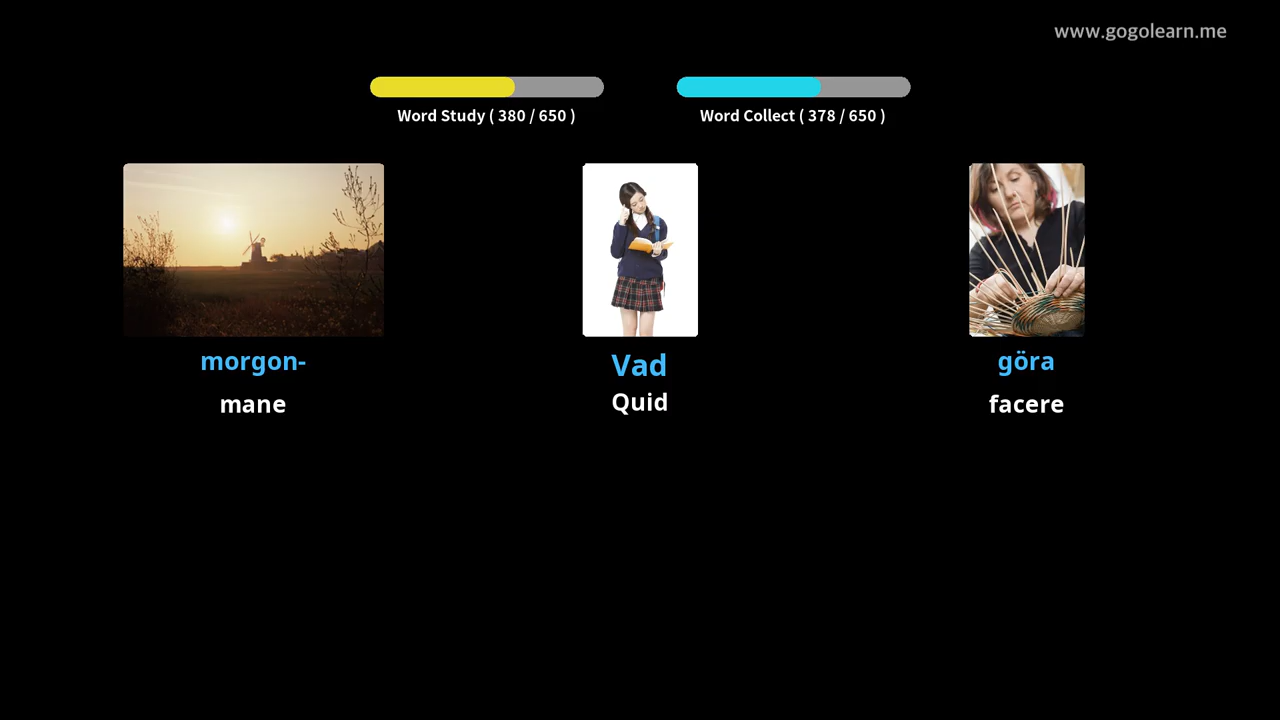 www.gogolearn.me
Word Study ( 380 / 650 )
Word Collect ( 378 / 650 )
morgon-
mane
Vad
Quid
göra
facere